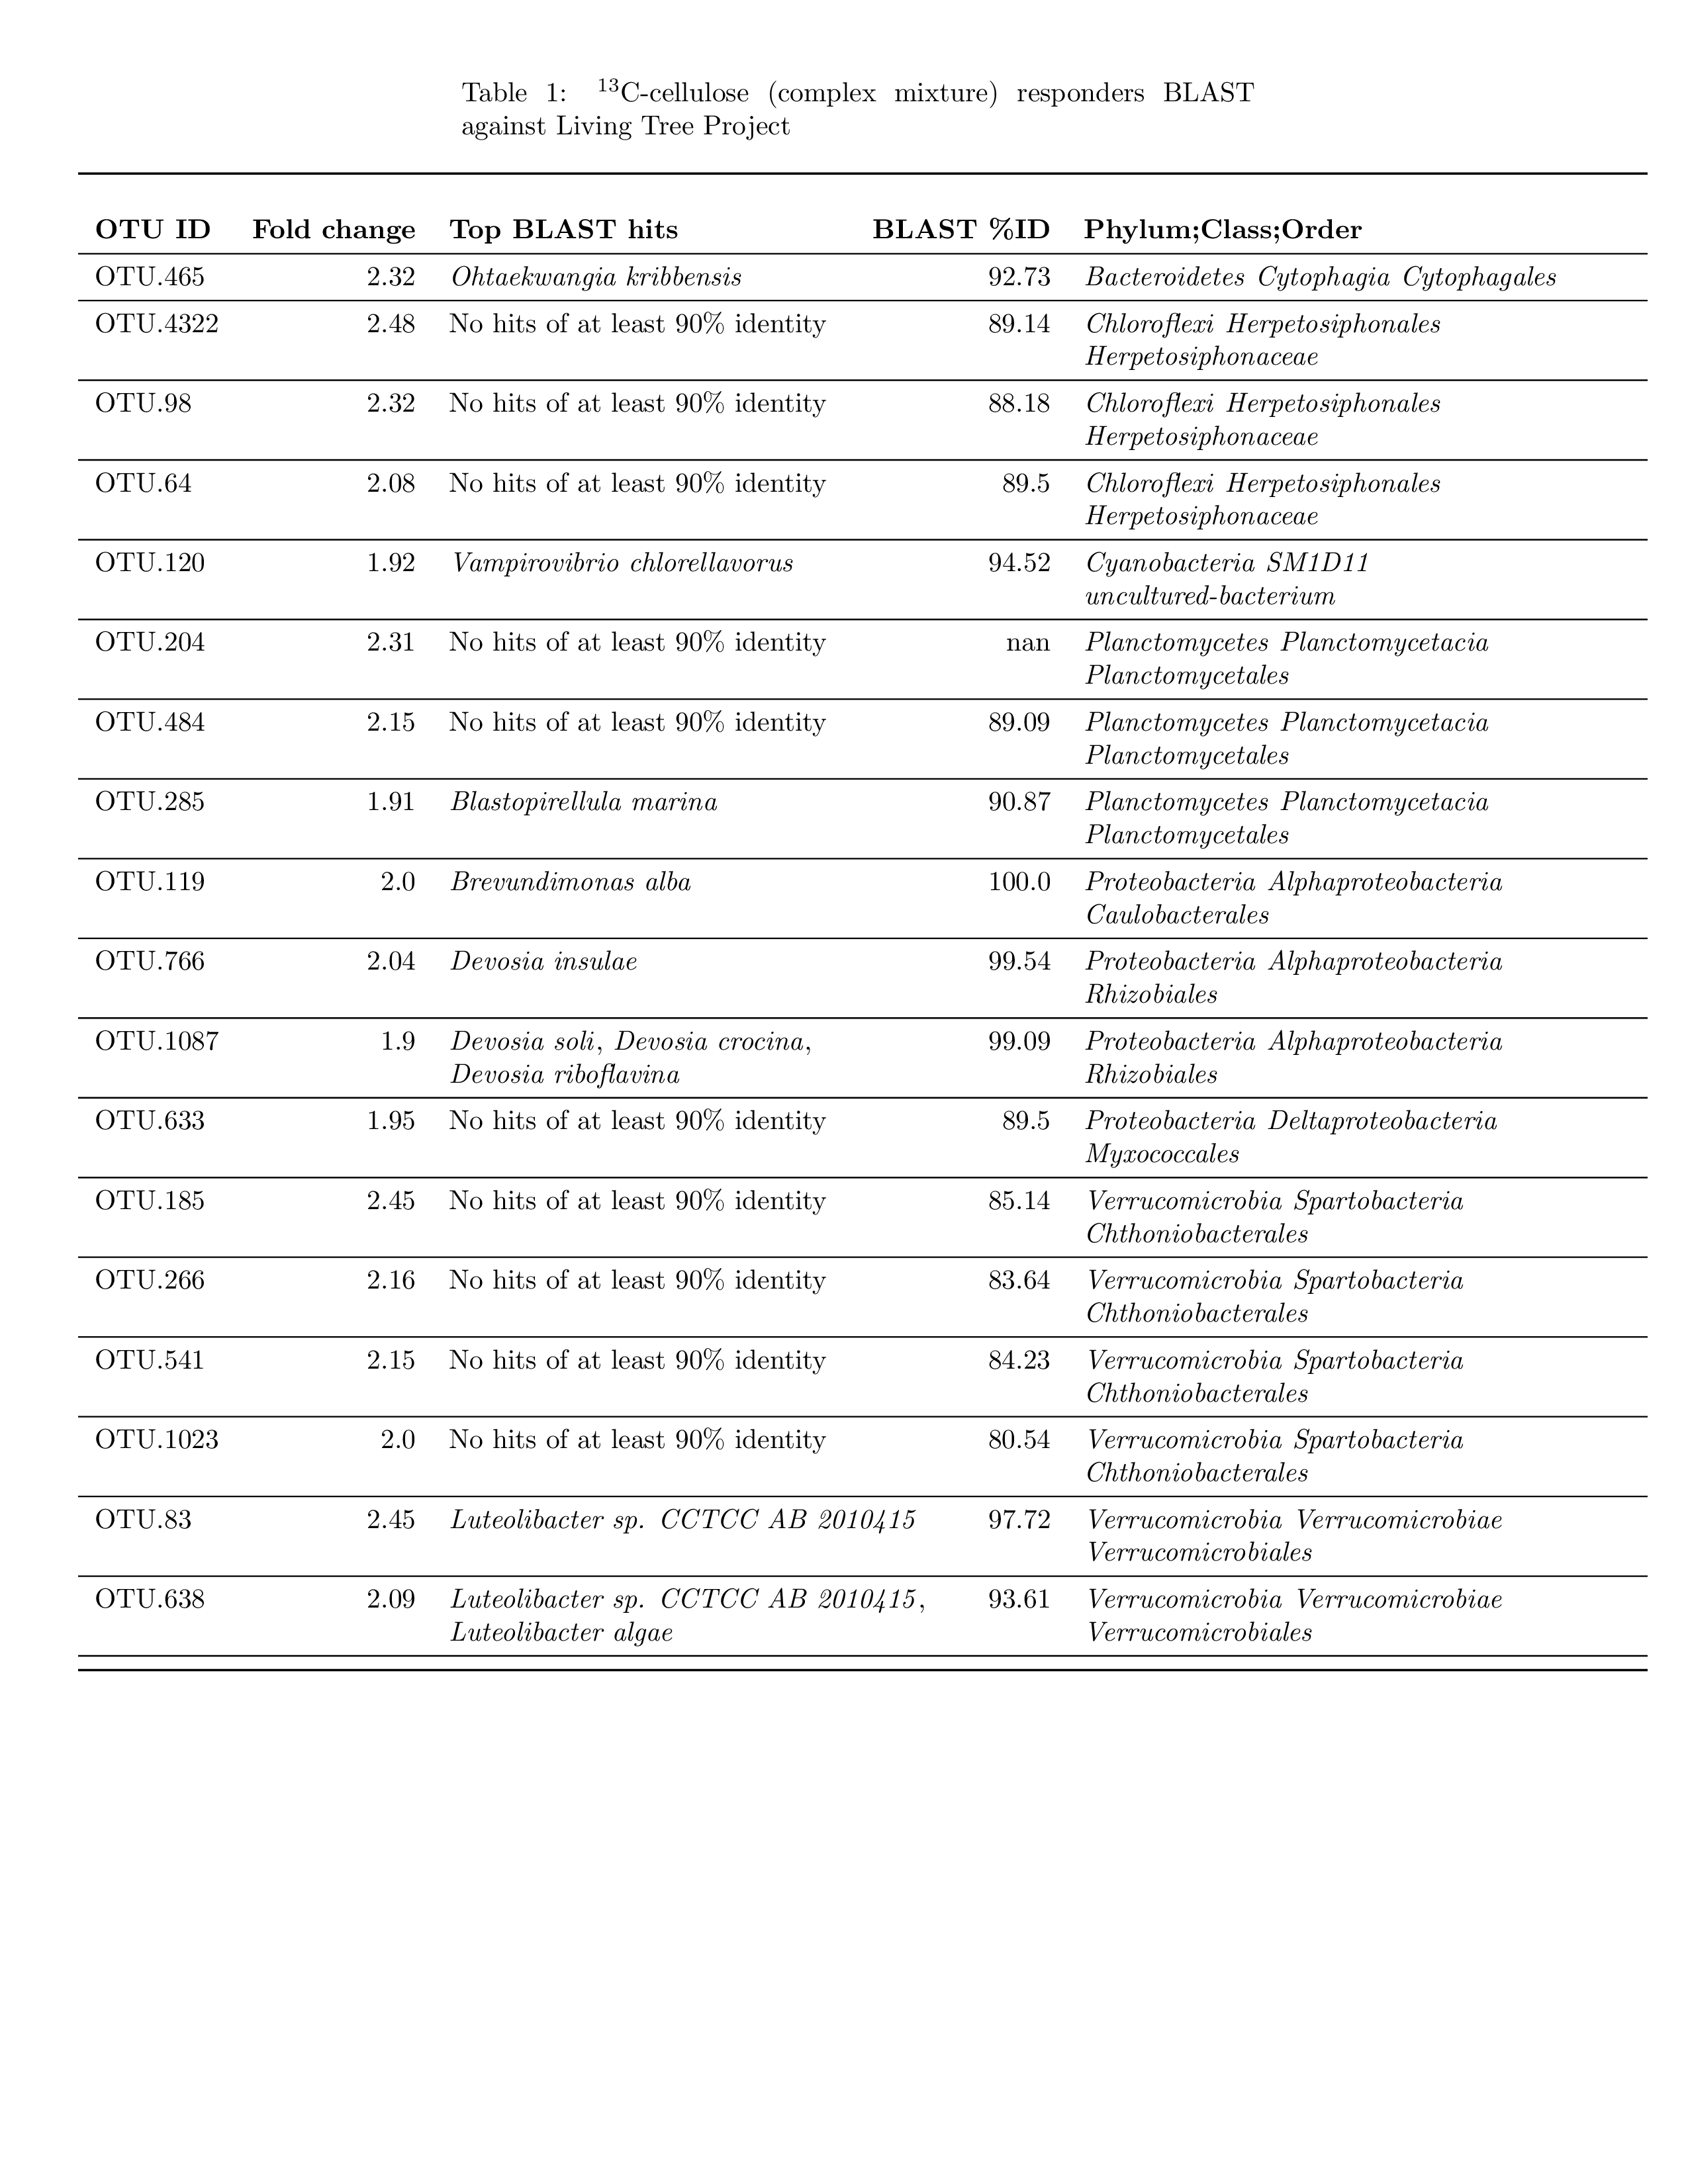 Table 1: ¹³C-cellulose (complex mixture) responders BLAST
against Living Tree Project
OTU ID Fold change Top BLAST hits BLAST %ID Phylum;Class;Order
OTU.465 2.32 Ohtaekwangia kribbensis 92.73 Bacteroidetes Cytophagia Cytophagales
OTU.4322 2.48 No hits of at least 90% identity 89.14 Chloroflexi Herpetosiphonales
Herpetosiphonaceae
OTU.98 2.32 No hits of at least 90% identity 88.18 Chloroflexi Herpetosiphonales
Herpetosiphonaceae
OTU.64 2.08 No hits of at least 90% identity 89.5 Chloroflexi Herpetosiphonales
Herpetosiphonaceae
OTU.120 1.92 Vampirovibrio chlorellavorus 94.52 Cyanobacteria SM1D11
uncultured-bacterium
OTU.204 2.31 No hits of at least 90% identity nan Planctomycetes Planctomycetacia
Planctomycetales
OTU.484 2.15 No hits of at least 90% identity 89.09 Planctomycetes Planctomycetacia
Planctomycetales
OTU.285 1.91 Blastopirellula marina 90.87 Planctomycetes Planctomycetacia
Planctomycetales
OTU.119 2.0 Brevundimonas alba 100.0 Proteobacteria Alphaproteobacteria
Caulobacterales
OTU.766 2.04 Devosia insulae 99.54 Proteobacteria Alphaproteobacteria
Rhizobiales
OTU.1087 1.9 Devosia soli, Devosia crocina, 99.09 Proteobacteria Alphaproteobacteria
Devosia riboflavina Rhizobiales
OTU.633 1.95 No hits of at least 90% identity 89.5 Proteobacteria Deltaproteobacteria
Myxococcales
OTU.185 2.45 No hits of at least 90% identity 85.14 Verrucomicrobia Spartobacteria
Chthoniobacterales
OTU.266 2.16 No hits of at least 90% identity 83.64 Verrucomicrobia Spartobacteria
Chthoniobacterales
OTU.541 2.15 No hits of at least 90% identity 84.23 Verrucomicrobia Spartobacteria
Chthoniobacterales
OTU.1023 2.0 No hits of at least 90% identity 80.54 Verrucomicrobia Spartobacteria
Chthoniobacterales
OTU.83 2.45 Luteolibacter sp. CCTCC AB 2010415 97.72 Verrucomicrobia Verrucomicrobiae
Verrucomicrobiales
OTU.638 2.09 Luteolibacter sp. CCTCC AB 2010415, 93.61 Verrucomicrobia Verrucomicrobiae
Luteolibacter algae Verrucomicrobiales